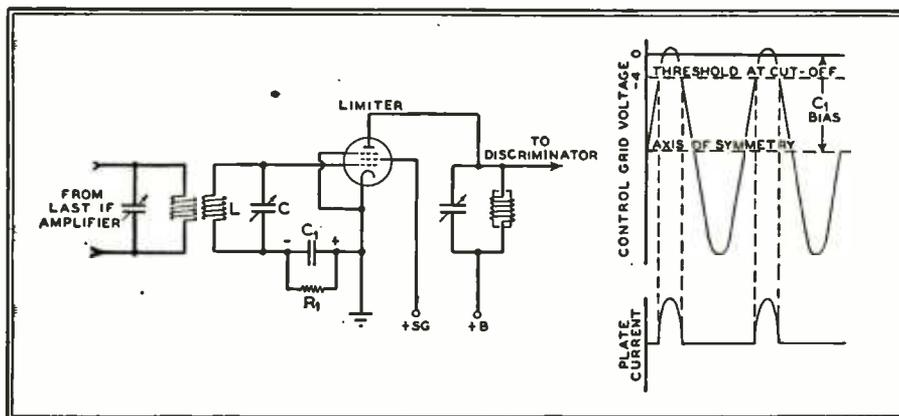 FROM
LAST IF
AMPLIFIER
L
C
C₁
- +
R₁
LIMITER
TO
DISCRIMINATOR
+SG
+B
CONTROL GRID VOLTAGE
0
-4
THRESHOLD AT CUT-OFF
C₁
BIAS
AXIS OF SYMMETRY
PLATE
CURRENT